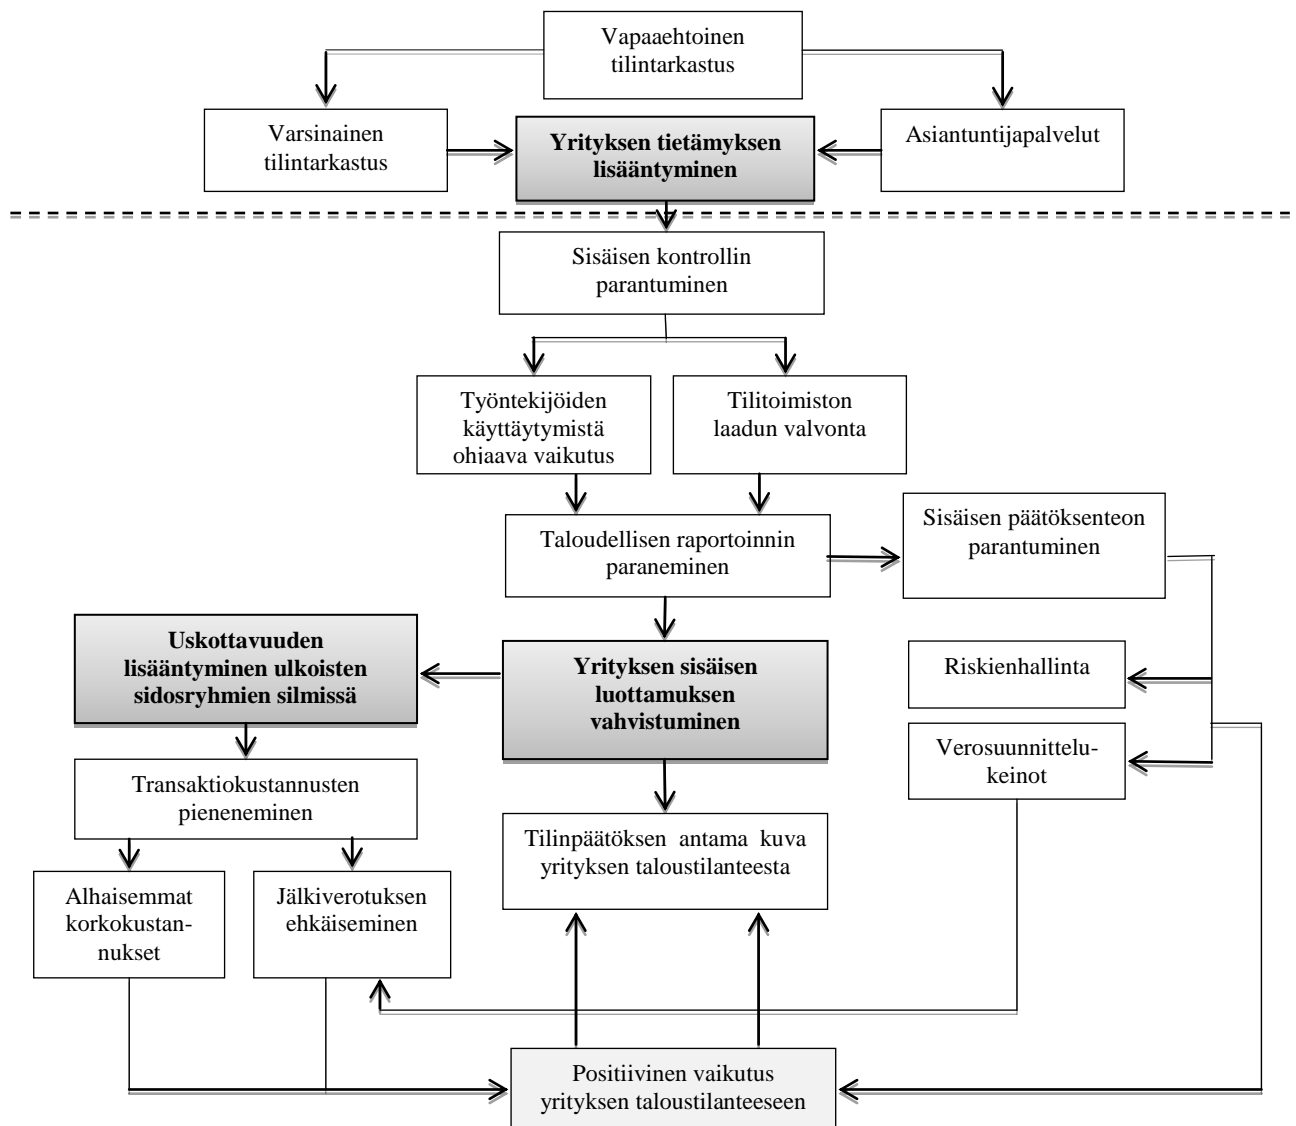 Vapaaehtoinen
tilintarkastus
Varsinainen
tilintarkastus
Yrityksen tietämyksen
lisääntyminen
Asiantuntijapalvelut
Sisäisen kontrollin
parantuminen
Työntekijöiden
käyttäytymistä
ohjaava vaikutus
Tilitoimiston
laadun valvonta
Taloudellisen raportoinnin
paraneminen
Sisäisen päätöksenteon
parantuminen
Uskottavuuden
lisääntyminen ulkoisten
sidosryhmien silmissä
Yrityksen sisäisen
luottamuksen
vahvistuminen
Riskienhallinta
Verosuunnittelu-
keinot
Transaktiokustannusten
pieneneminen
Tilinpäätöksen antama kuva
yrityksen taloustilanteesta
Alhaisemmat
korkokustan-
nukset
Jälkiverotuksen
ehkäiseminen
Positiivinen vaikutus
yrityksen taloustilanteeseen